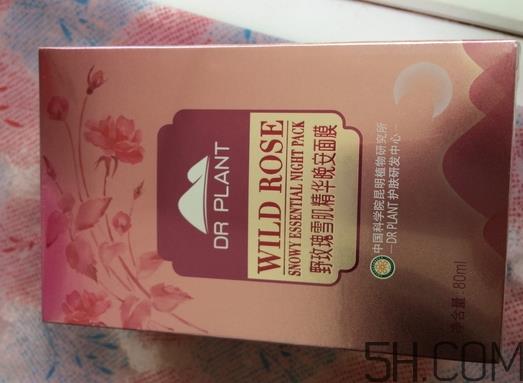 DR PLANT
WILD ROSE
SNOWY ESSENTIAL NIGHT PACK
野玫瑰雪肌精华晚安面膜
中国科学院昆明植物研究所
—DR PLANT 护肤研发中心—
净含量: 80ml
5H.COM